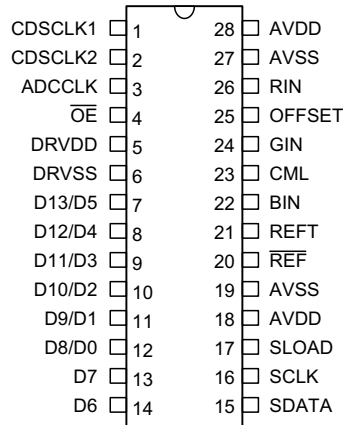 CDSCLK1 1 28 AVDD
CDSCLK2 2 27 AVSS
ADCCLK 3 26 RIN
O̅E̅ 4 25 OFFSET
DRVDD 5 24 GIN
DRVSS 6 23 CML
D13/D5 7 22 BIN
D12/D4 8 21 REFT
D11/D3 9 20 R̅E̅F̅
D10/D2 10 19 AVSS
D9/D1 11 18 AVDD
D8/D0 12 17 SLOAD
D7 13 16 SCLK
D6 14 15 SDATA